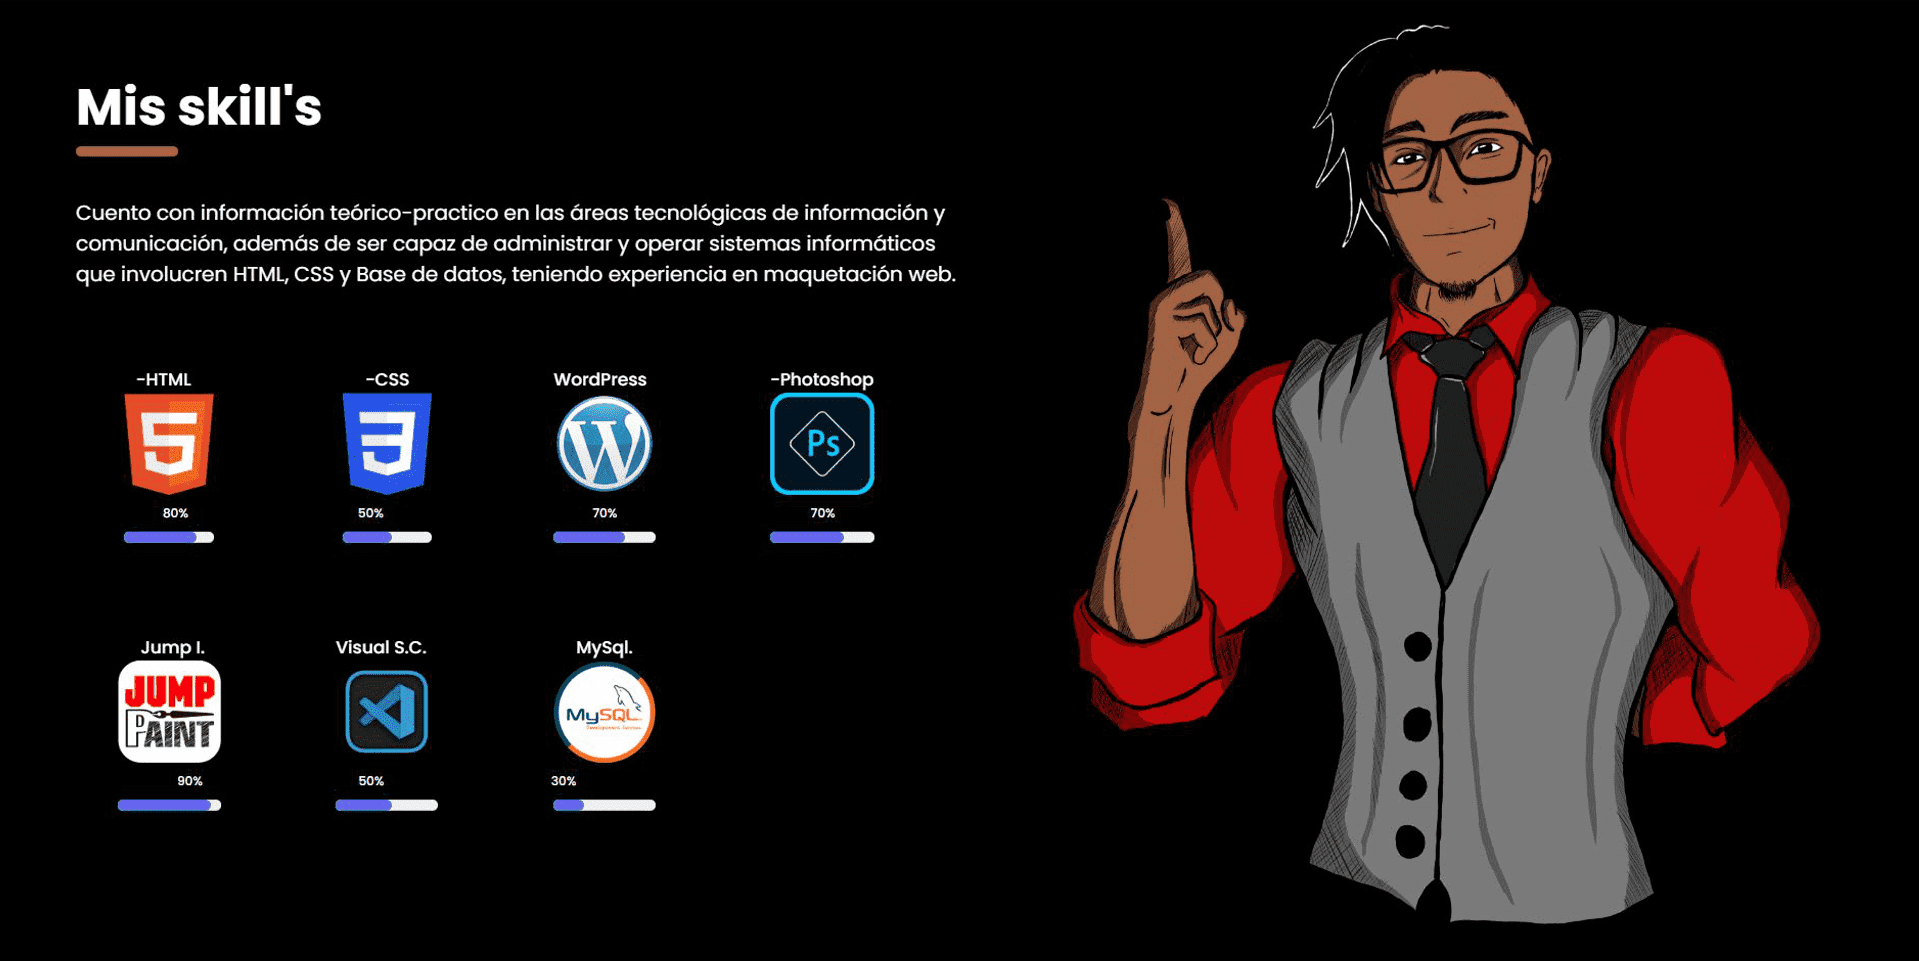 Mis skill's
Cuento con información teórico-practico en las áreas tecnológicas de información y
comunicación, además de ser capaz de administrar y operar sistemas informáticos
que involucren HTML, CSS y Base de datos, teniendo experiencia en maquetación web.
-HTML
-CSS
WordPress
-Photoshop
5
3
W
Ps
80%
50%
70%
70%
Jump I.
Visual S.C.
MySql.
JUMP
PAINT
MySQL
90%
50%
30%